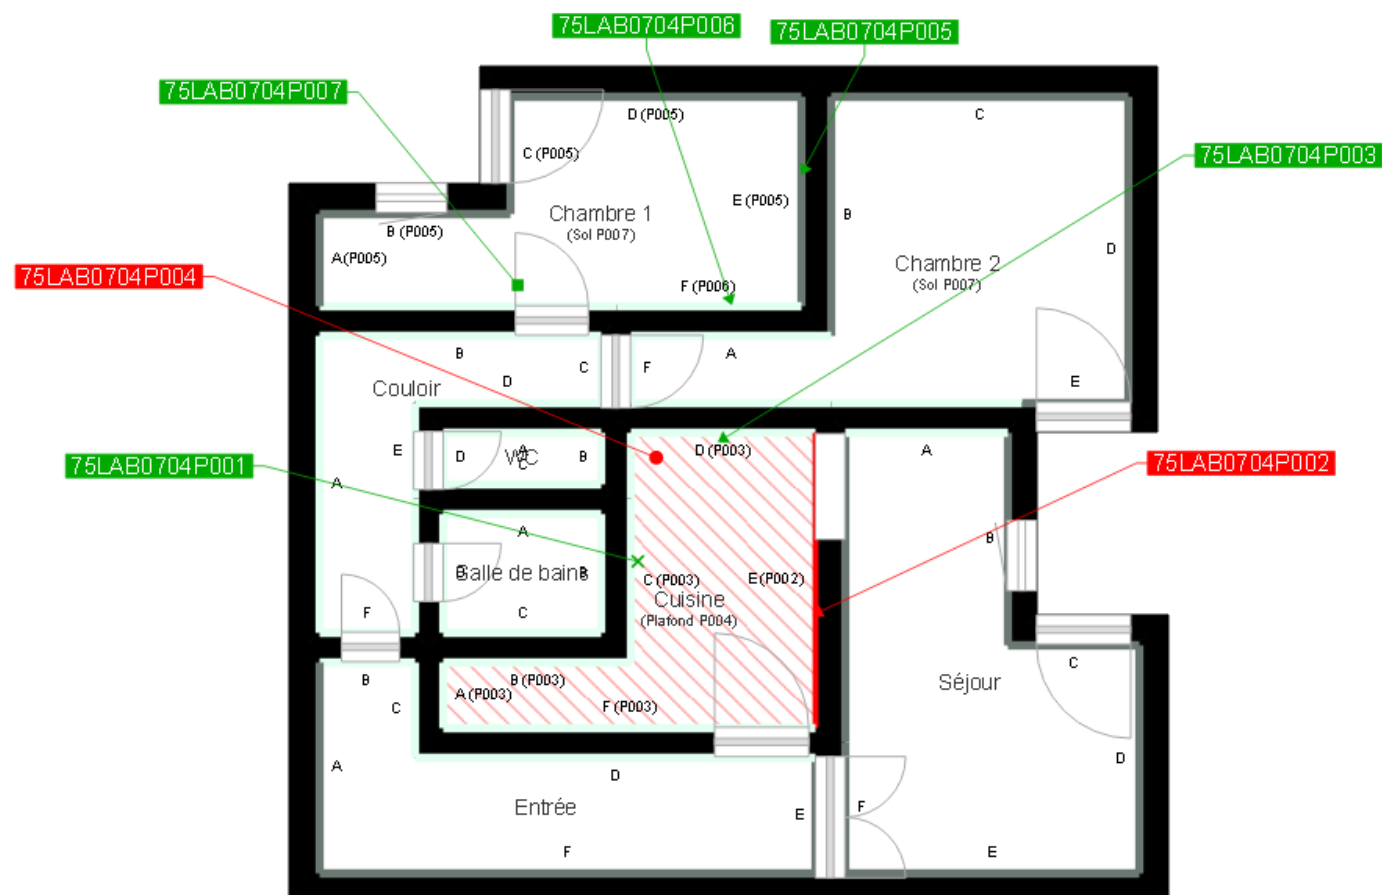 75LAB0704P006
75LAB0704P005
75LAB0704P007
D (P005)
C
C (P005)
75LAB0704P003
E (P005)
Chambre 1
(Sol P007)
B
B (P005)
D
A(P005)
Chambre 2
(Sol P007)
75LAB0704P004
F (P006)
B
C
F
A
D
E
Couloir
E
D
A
WC
C
B
D (P003)
A
75LAB0704P001
75LAB0704P002
A
A
B
Salle de bains
B
C (P003)
E(P002)
Cuisine
(Plafond P004)
F
C
B
B (P003)
A (P003)
F (P003)
C
Séjour
C
A
D
D
Entrée
E
F
F
E